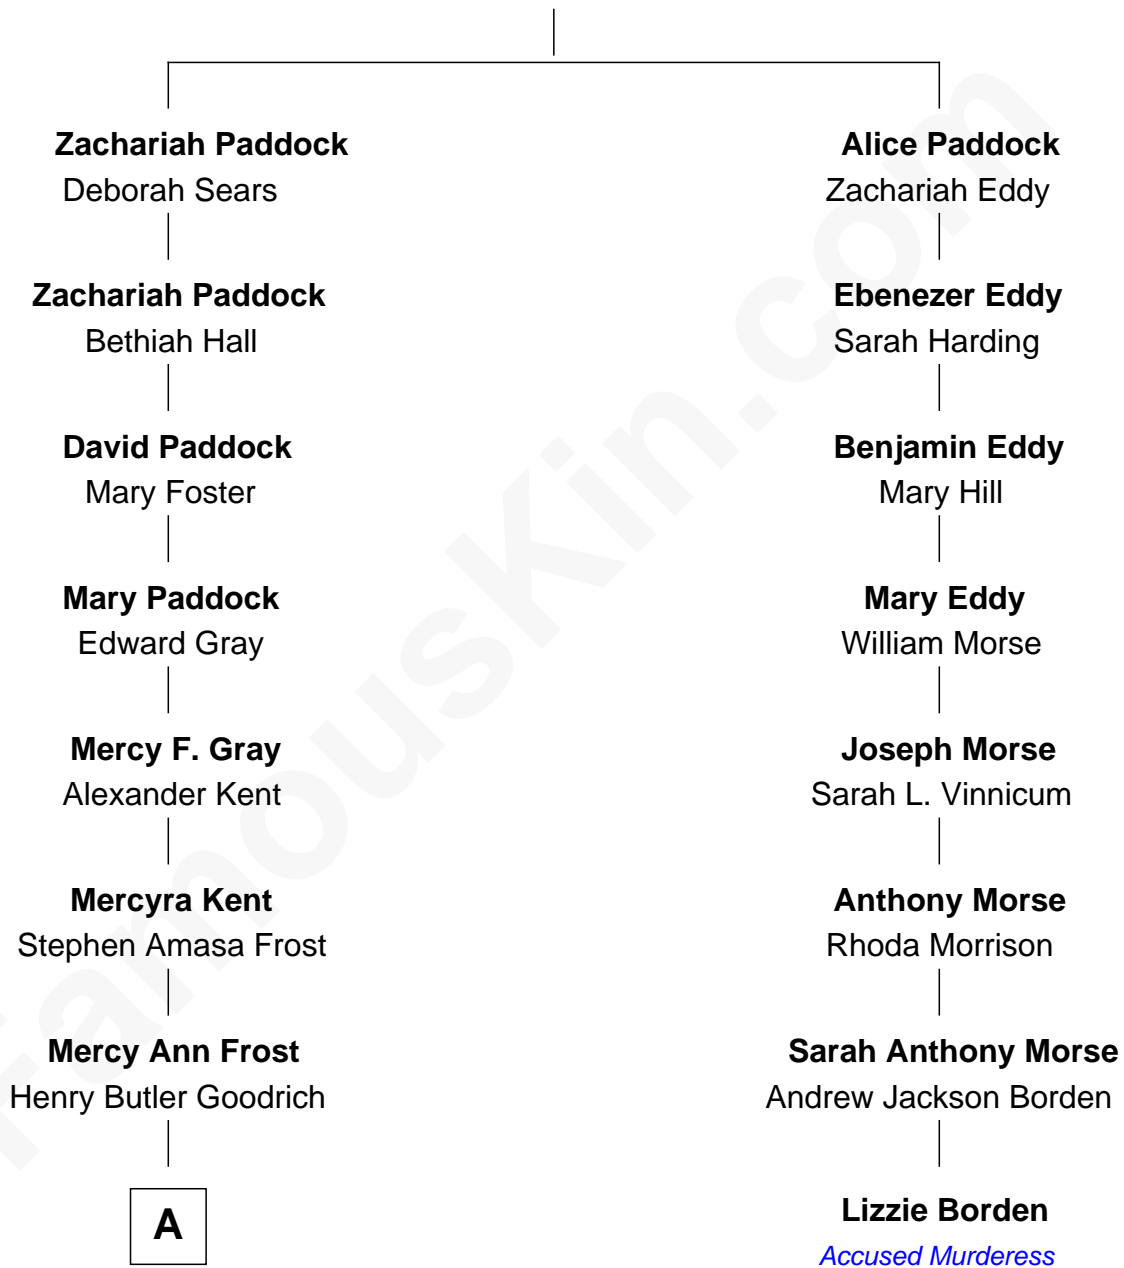 Zachariah Paddock
Deborah Sears
Zachariah Paddock
Bethiah Hall
David Paddock
Mary Foster
Mary Paddock
Edward Gray
Mercy F. Gray
Alexander Kent
Mercyra Kent
Stephen Amasa Frost
Mercy Ann Frost
Henry Butler Goodrich
A
Alice Paddock
Zachariah Eddy
Ebenezer Eddy
Sarah Harding
Benjamin Eddy
Mary Hill
Mary Eddy
William Morse
Joseph Morse
Sarah L. Vinnicum
Anthony Morse
Rhoda Morrison
Sarah Anthony Morse
Andrew Jackson Borden
Lizzie Borden
Accused Murderess
FamousKin.com